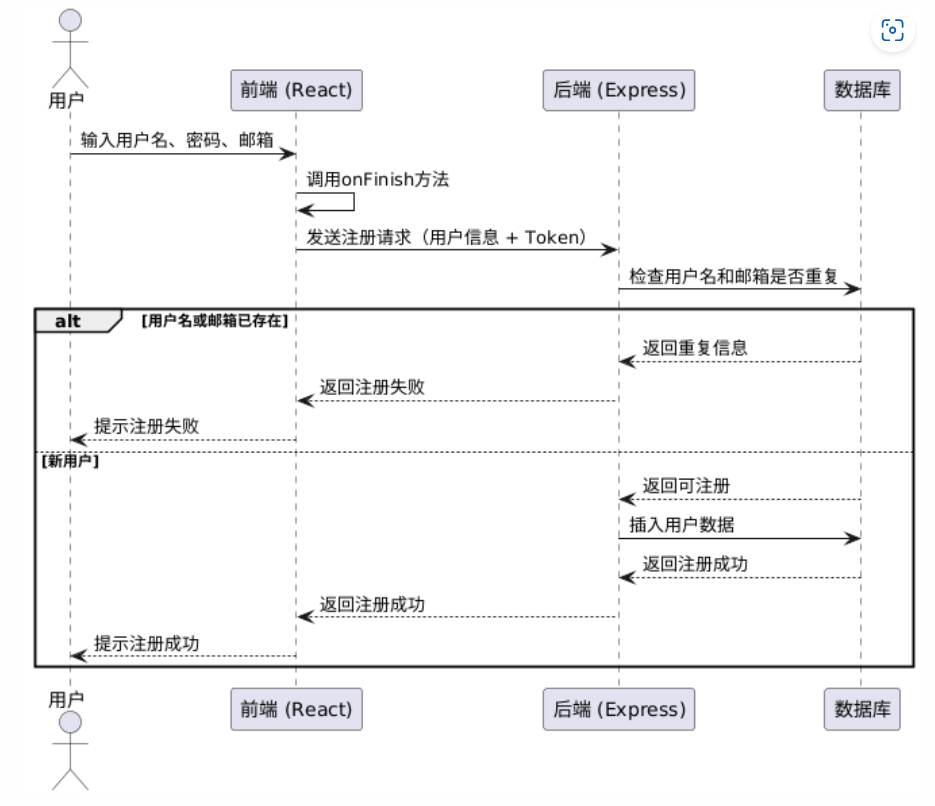 用户
前端 (React)
后端 (Express)
数据库
输入用户名、密码、邮箱
调用onFinish方法
发送注册请求（用户信息 + Token）
检查用户名和邮箱是否重复
alt
[用户名或邮箱已存在]
返回重复信息
返回注册失败
提示注册失败
[新用户]
返回可注册
插入用户数据
返回注册成功
返回注册成功
提示注册成功
用户
前端 (React)
后端 (Express)
数据库